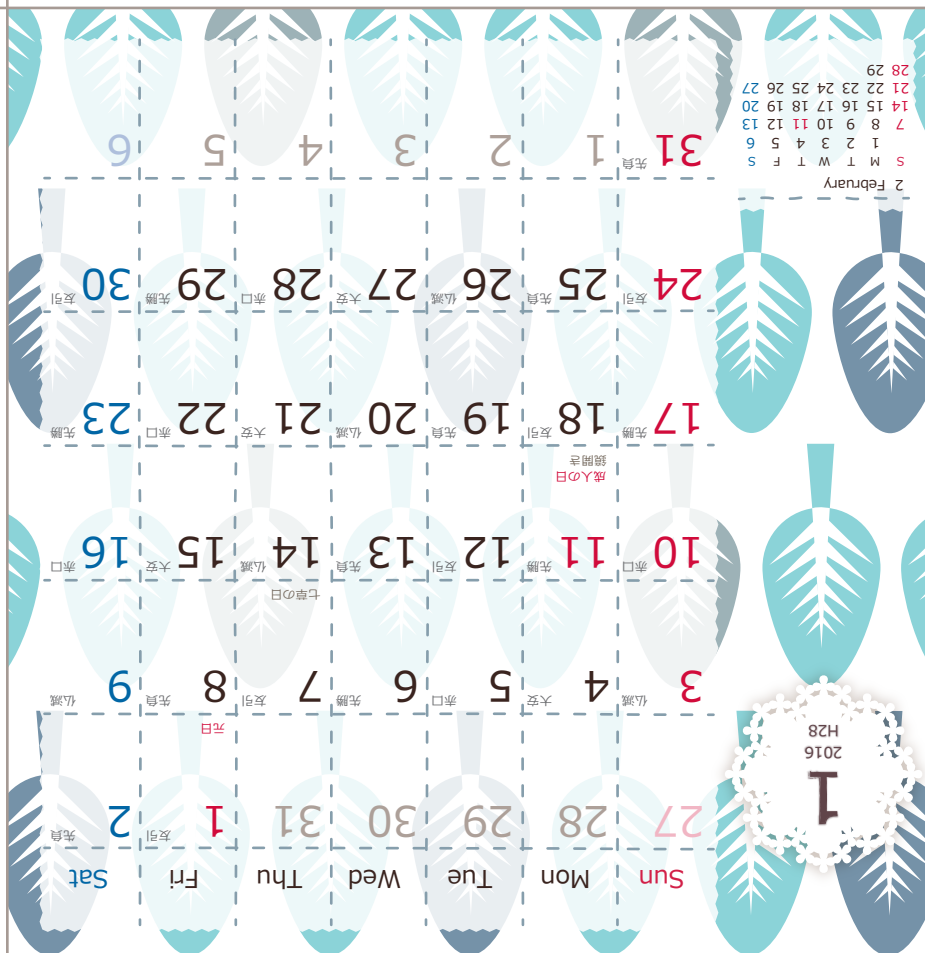 1
2016
H28
Sun Mon Tue Wed Thu Fri Sat
27 28 29 30 31 1 友引 2 先負
元日
3 仏滅 4 大安 5 赤口 6 先勝 7 友引 8 先負 9 仏滅
七草の日
10 赤口 11 先勝 12 友引 13 先負 14 仏滅 15 大安 16 赤口
成人の日
鏡開き
17 先勝 18 友引 19 先負 20 仏滅 21 大安 22 赤口 23 先勝
24 友引 25 先負 26 仏滅 27 大安 28 赤口 29 先勝 30 友引
31 先負 1 2 3 4 5 6
2 February
S M T W T F S
1 2 3 4 5 6
7 8 9 10 11 12 13
14 15 16 17 18 19 20
21 22 23 24 25 26 27
28 29